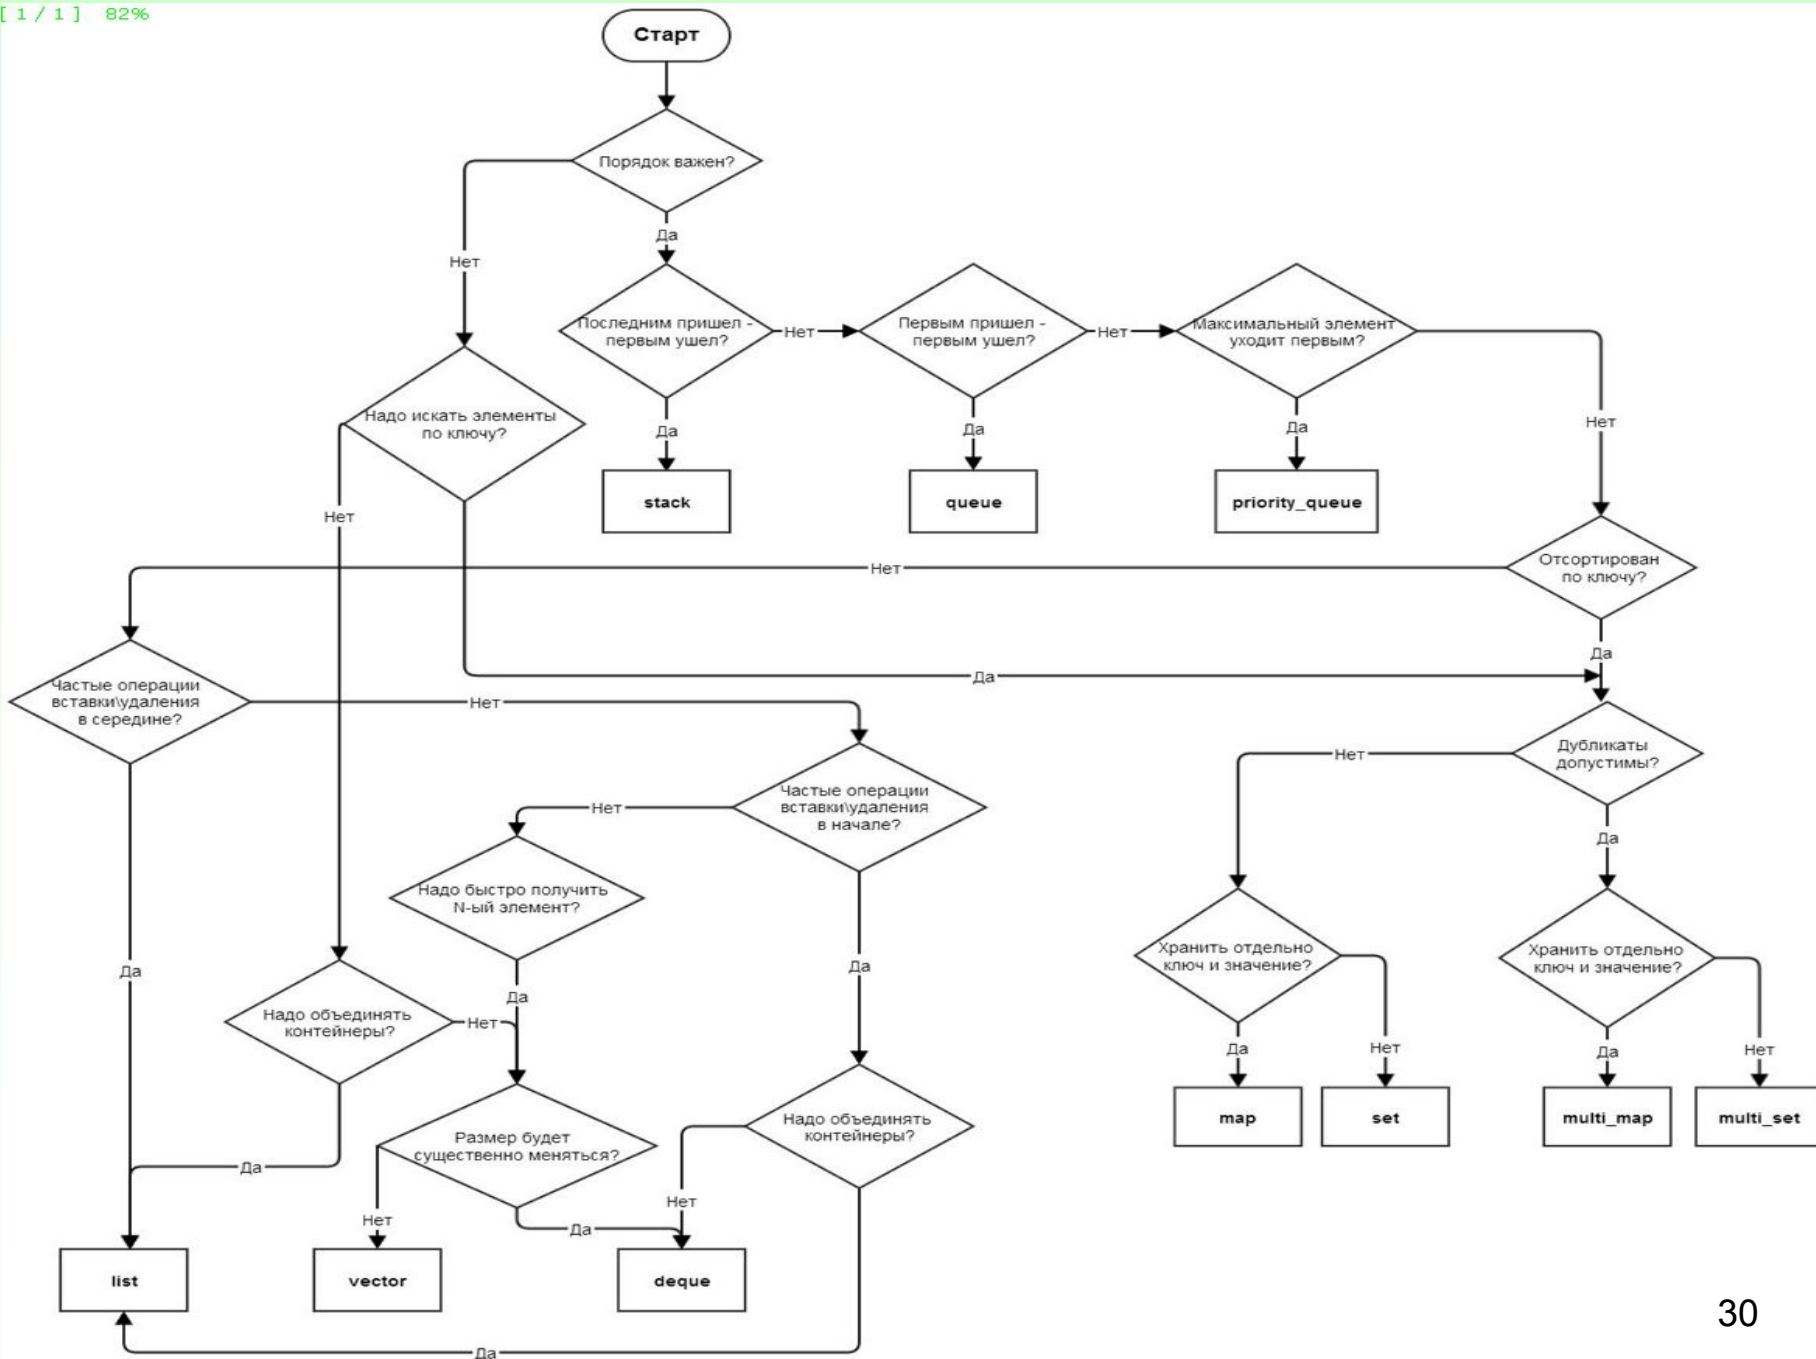 [ 1 / 1 ] 82%
Старт
Порядок важен?
Да
Нет
Последним пришел -
первым ушел?
Нет
Первым пришел -
первым ушел?
Нет
Максимальный элемент
уходит первым?
Надо искать элементы
по ключу?
Нет
Да
Да
Да
stack
queue
priority_queue
Нет
Отсортирован
по ключу?
Нет
Да
Да
Частые операции
вставки\удаления
в середине?
Нет
Дубликаты
допустимы?
Нет
Да
Частые операции
вставки\удаления
в начале?
Нет
Надо быстро получить
N-ый элемент?
Да
Да
Да
Хранить отдельно
ключ и значение?
Хранить отдельно
ключ и значение?
Надо объединять
контейнеры?
Нет
Да
Нет
Да
Нет
map
set
multi_map
multi_set
Надо объединять
контейнеры?
Размер будет
существенно меняться?
Да
Нет
Нет
Да
list
vector
deque
Да
30